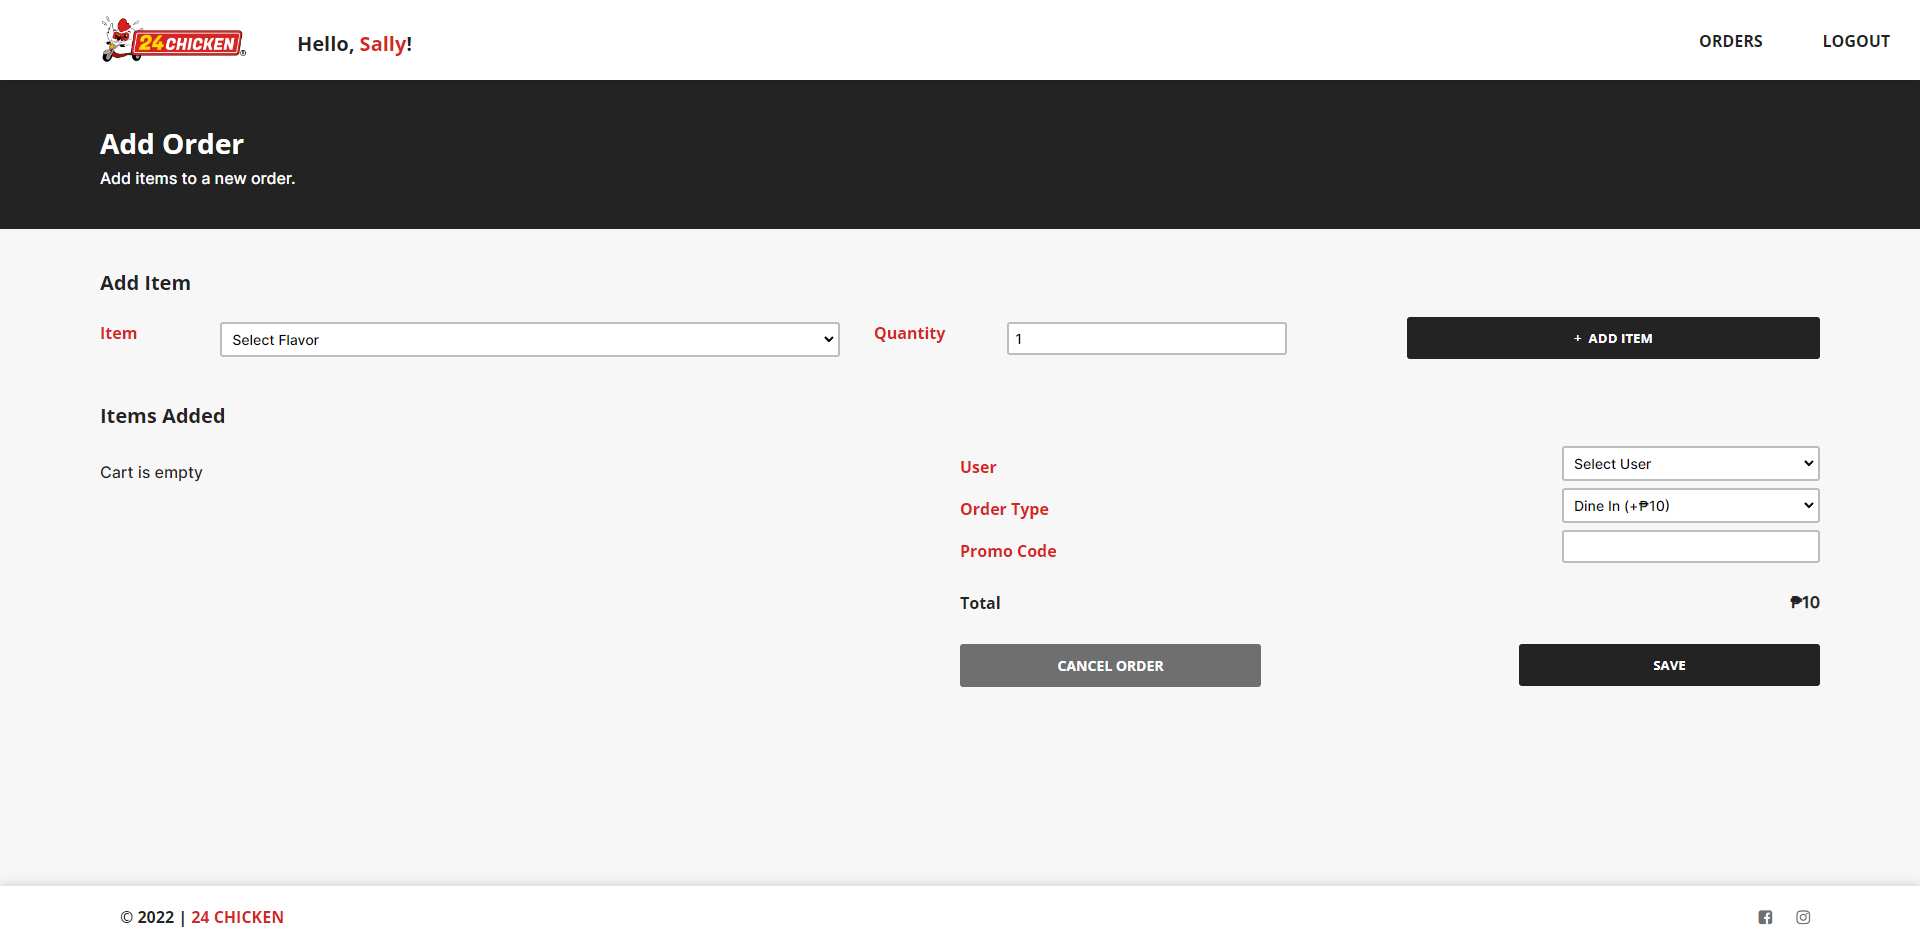 24 CHICKEN ®
Hello, Sally!
ORDERS
LOGOUT
Add Order
Add items to a new order.
Add Item
Item
Select Flavor
Quantity
1
+ ADD ITEM
Items Added
Cart is empty
User
Select User
Order Type
Dine In (+₱10)
Promo Code
Total
₱10
CANCEL ORDER
SAVE
© 2022 | 24 CHICKEN